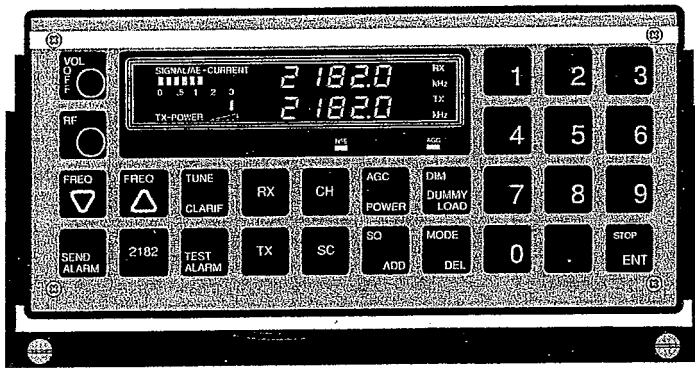 VOL
OFF
SIGNAL/AE-CURRENT
0 .5 1 2 3
TX-POWER
2182.0 RX kHz
2182.0 TX kHz
AGC
RF
1 2 3
4 5 6
7 8 9
0 . STOP ENT
FREQ
FREQ
TUNE CLARIF
RX
CH
AGC POWER
DIM DUMMY LOAD
SEND ALARM
2182
TEST ALARM
TX
SC
SQ ADD
MODE DEL